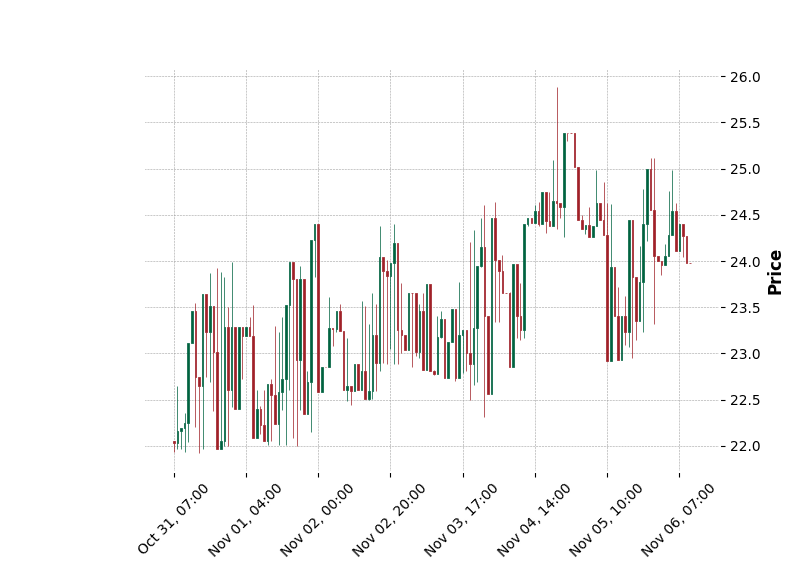 26.0
25.5
25.0
24.5
24.0
23.5
23.0
22.5
22.0
Price
Oct 31, 07:00
Nov 01, 04:00
Nov 02, 00:00
Nov 02, 20:00
Nov 03, 17:00
Nov 04, 14:00
Nov 05, 10:00
Nov 06, 07:00